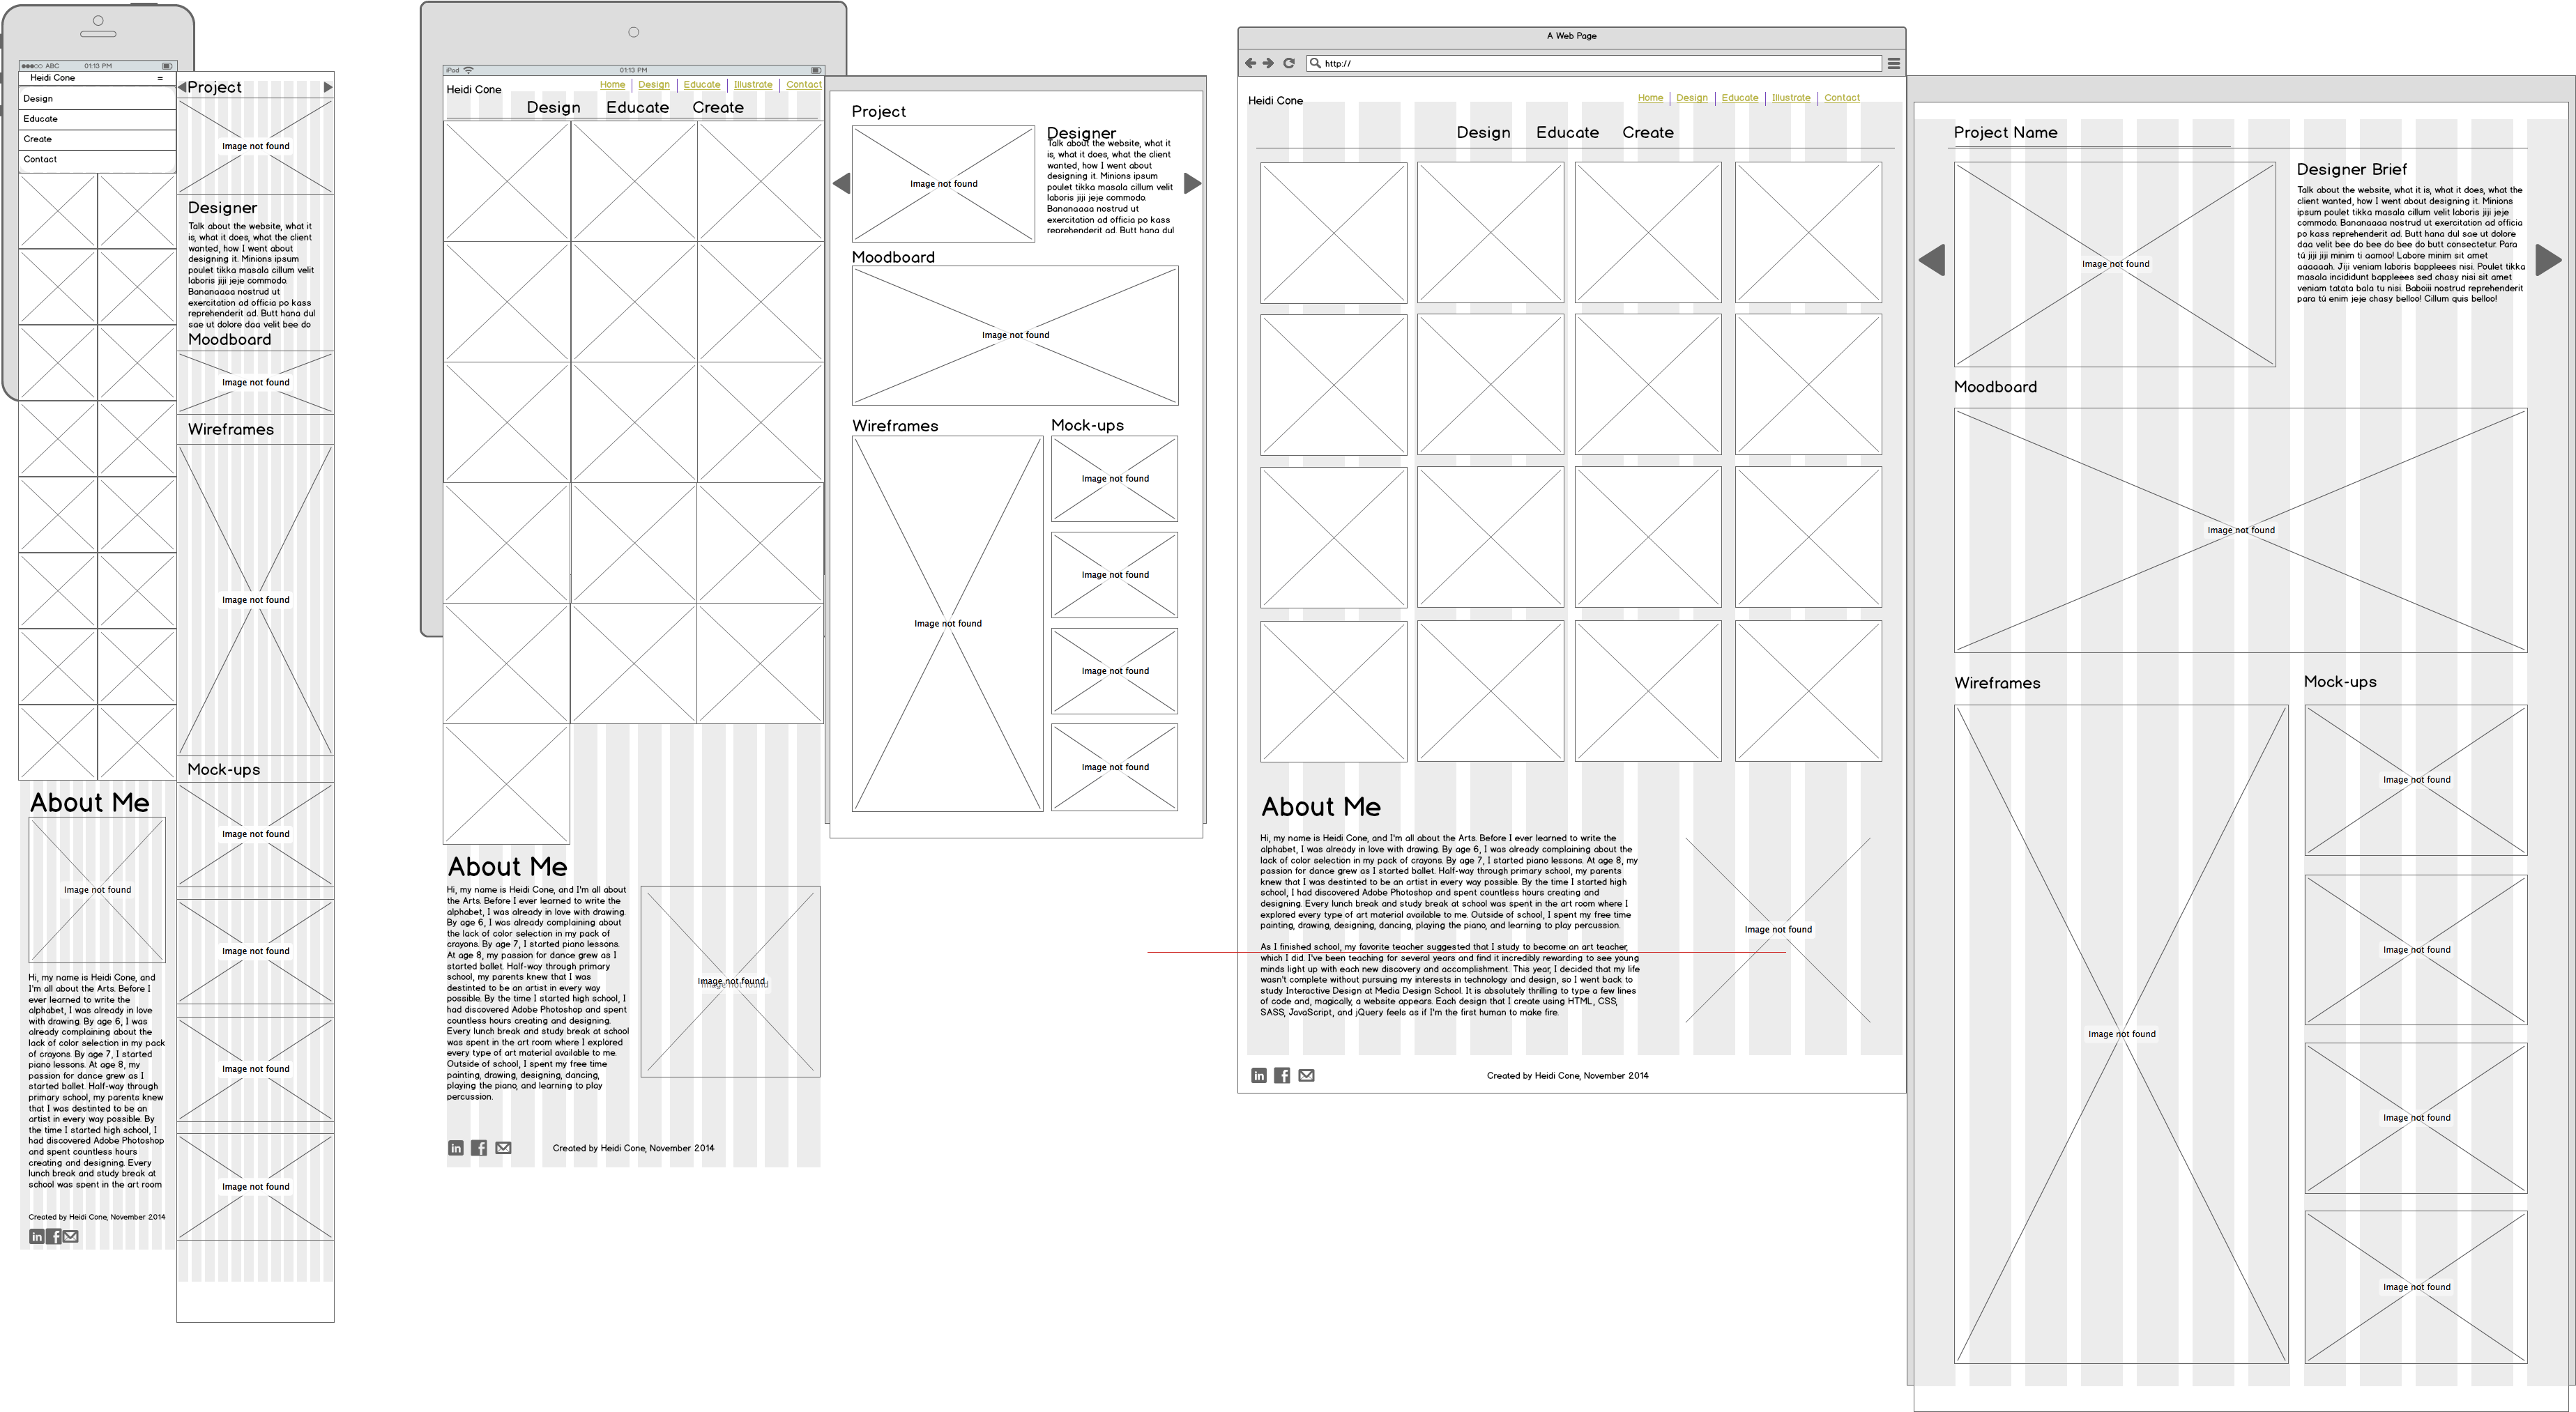 ABC 01:13 PM
Heidi Cone =
Design
Educate
Create
Contact
About Me
Image not found
Hi, my name is Heidi Cone, and
I'm all about the Arts. Before I
ever learned to write the
alphabet, I was already in love
with drawing. By age 6, I was
already complaining about the
lack of color selection in my pack
of crayons. By age 7, I started
piano lessons. At age 8, my
passion for dance grew as I
started ballet. Half-way through
primary school, my parents knew
that I was destinted to be an
artist in every way possible. By
the time I started high school, I
had discovered Adobe Photoshop
and spent countless hours
creating and designing. Every
lunch break and study break at
school was spent in the art room
Created by Heidi Cone, November 2014
in f
Project
Image not found
Designer
Talk about the website, what it
is, what it does, what the client
wanted, how I went about
designing it. Minions ipsum
poulet tikka masala cillum velit
laboris jiji jeje commodo.
Bananaaaa nostrud ut
exercitation ad officia po kass
reprehenderit ad. Butt hana dul
sae ut dolore daa velit bee do
Moodboard
Image not found
Wireframes
Image not found
Mock-ups
Image not found
Image not found
Image not found
Image not found
iPod 01:13 PM
Heidi Cone
Home Design Educate Illustrate Contact
Design Educate Create
About Me
Hi, my name is Heidi Cone, and I'm all about
the Arts. Before I ever learned to write the
alphabet, I was already in love with drawing.
By age 6, I was already complaining about
the lack of color selection in my pack of
crayons. By age 7, I started piano lessons.
At age 8, my passion for dance grew as I
started ballet. Half-way through primary
school, my parents knew that I was
destinted to be an artist in every way
possible. By the time I started high school, I
had discovered Adobe Photoshop and spent
countless hours creating and designing.
Every lunch break and study break at school
was spent in the art room where I explored
every type of art material available to me.
Outside of school, I spent my free time
painting, drawing, designing, dancing,
playing the piano, and learning to play
percussion.
Image not found
Image not found
in f
Created by Heidi Cone, November 2014
Project
Image not found
Designer
Talk about the website, what it
is, what it does, what the client
wanted, how I went about
designing it. Minions ipsum
poulet tikka masala cillum velit
laboris jiji jeje commodo.
Bananaaaa nostrud ut
exercitation ad officia po kass
reprehenderit ad. Butt hana dul
Moodboard
Image not found
Wireframes
Image not found
Mock-ups
Image not found
Image not found
Image not found
Image not found
A Web Page
http://
Heidi Cone
Home Design Educate Illustrate Contact
Design Educate Create
About Me
Hi, my name is Heidi Cone, and I'm all about the Arts. Before I ever learned to write the
alphabet, I was already in love with drawing. By age 6, I was already complaining about the
lack of color selection in my pack of crayons. By age 7, I started piano lessons. At age 8, my
passion for dance grew as I started ballet. Half-way through primary school, my parents
knew that I was destinted to be an artist in every way possible. By the time I started high
school, I had discovered Adobe Photoshop and spent countless hours creating and
designing. Every lunch break and study break at school was spent in the art room where I
explored every type of art material available to me. Outside of school, I spent my free time
painting, drawing, designing, dancing, playing the piano, and learning to play percussion.
As I finished school, my favorite teacher suggested that I study to become an art teacher,
which I did. I've been teaching for several years and find it incredibly rewarding to see young
minds light up with each new discovery and accomplishment. This year, I decided that my life
wasn't complete without pursuing my interests in technology and design, so I went back to
study Interactive Design at Media Design School. It is absolutely thrilling to type a few lines
of code and, magically, a website appears. Each design that I create using HTML, CSS,
SASS, JavaScript, and jQuery feels as if I'm the first human to make fire.
Image not found
in f
Created by Heidi Cone, November 2014
Project Name
Image not found
Designer Brief
Talk about the website, what it is, what it does, what the
client wanted, how I went about designing it. Minions
ipsum poulet tikka masala cillum velit laboris jiji jeje
commodo. Bananaaaa nostrud ut exercitation ad officia
po kass reprehenderit ad. Butt hana dul sae ut dolore
daa velit bee do bee do bee do butt consectetur. Para
tú jiji jiji minim ti aamoo! Labore minim sit amet
aaaaaah. Jiji veniam laboris bappleees nisi. Poulet tikka
masala incididunt bappleees sed chasy nisi sit amet
veniam tatata bala tu nisi. Baboiii nostrud reprehenderit
para tú enim jeje chasy belloo! Cillum quis belloo!
Moodboard
Image not found
Wireframes
Image not found
Mock-ups
Image not found
Image not found
Image not found
Image not found